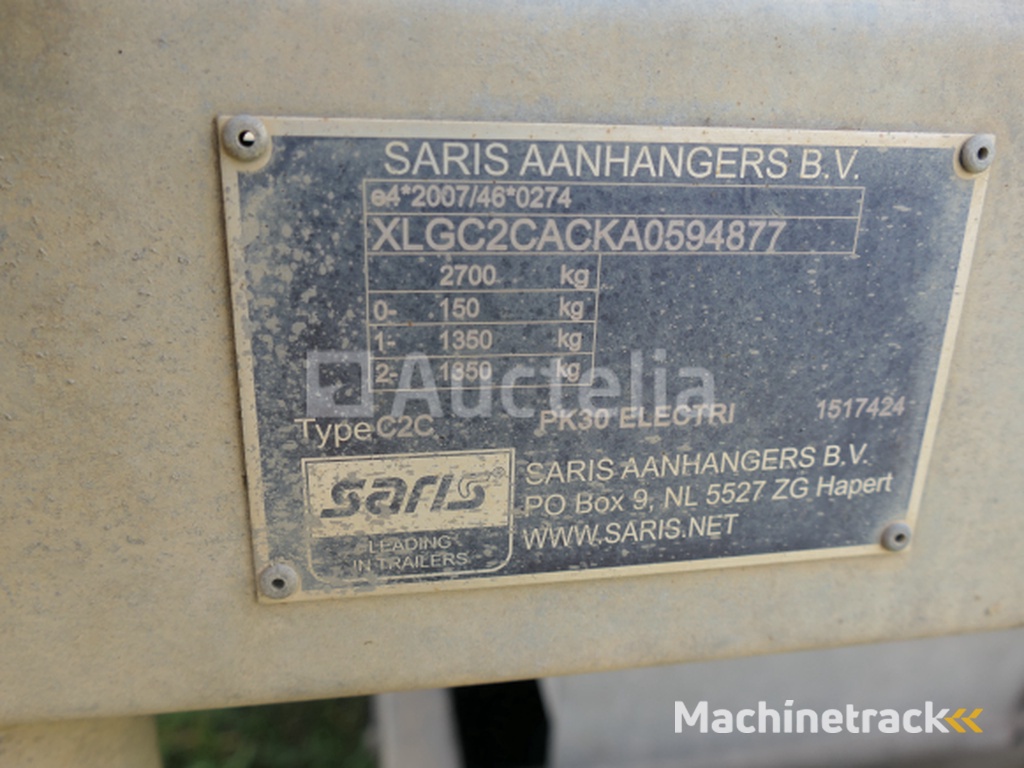 SARIS AANHANGERS B.V.
e4*2007/46*0274
XLGC2CACKA0594877
2700 kg
0- 150 kg
1- 1350 kg
2- 1350 kg
Auctelia
Type C2C PK30 ELECTRI 1517424
saris®
LEADING
IN TRAILERS
SARIS AANHANGERS B.V.
PO Box 9, NL 5527 ZG Hapert
WWW.SARIS.NET
Machinetrack